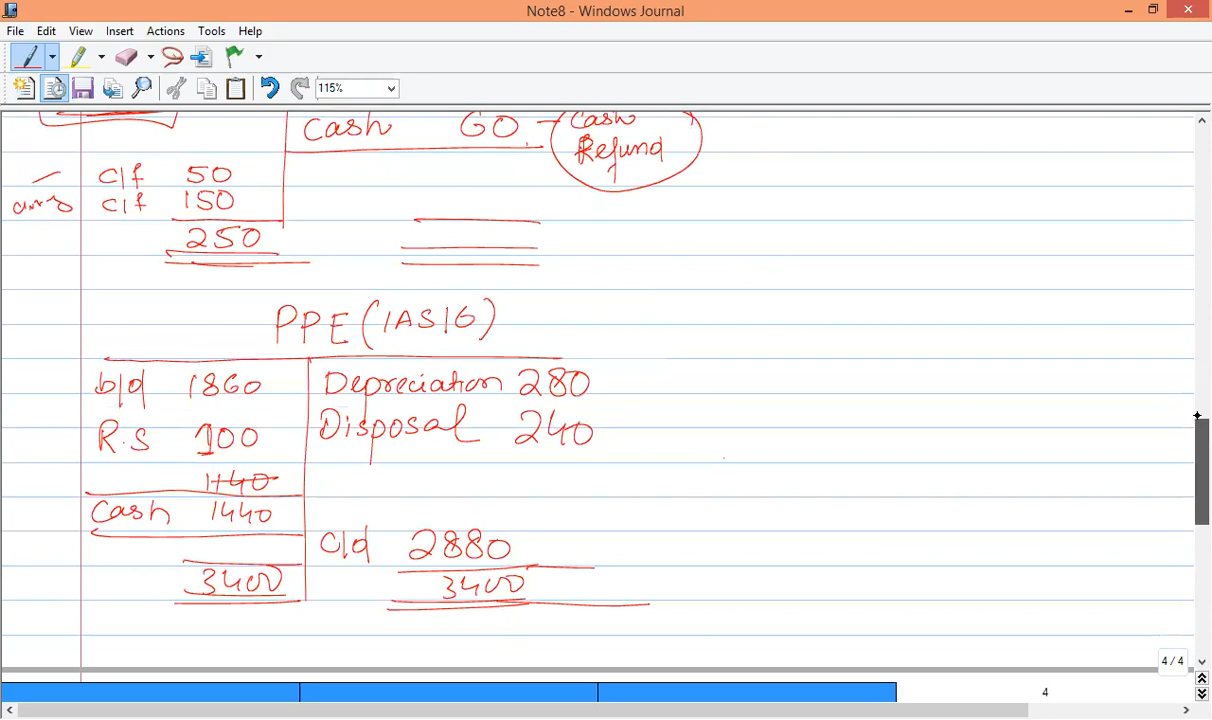 Note8 - Windows Journal
File Edit View Insert Actions Tools Help
115%
Cash 60 - Cash
Refund
c/f 50
c/f 150
250
PPE (IAS16)
b/d 1860 Depreciation 280
R.S 100 Disposal 240
1140
Cash 1440
c/d 2880
3400 3400
4 / 4
4